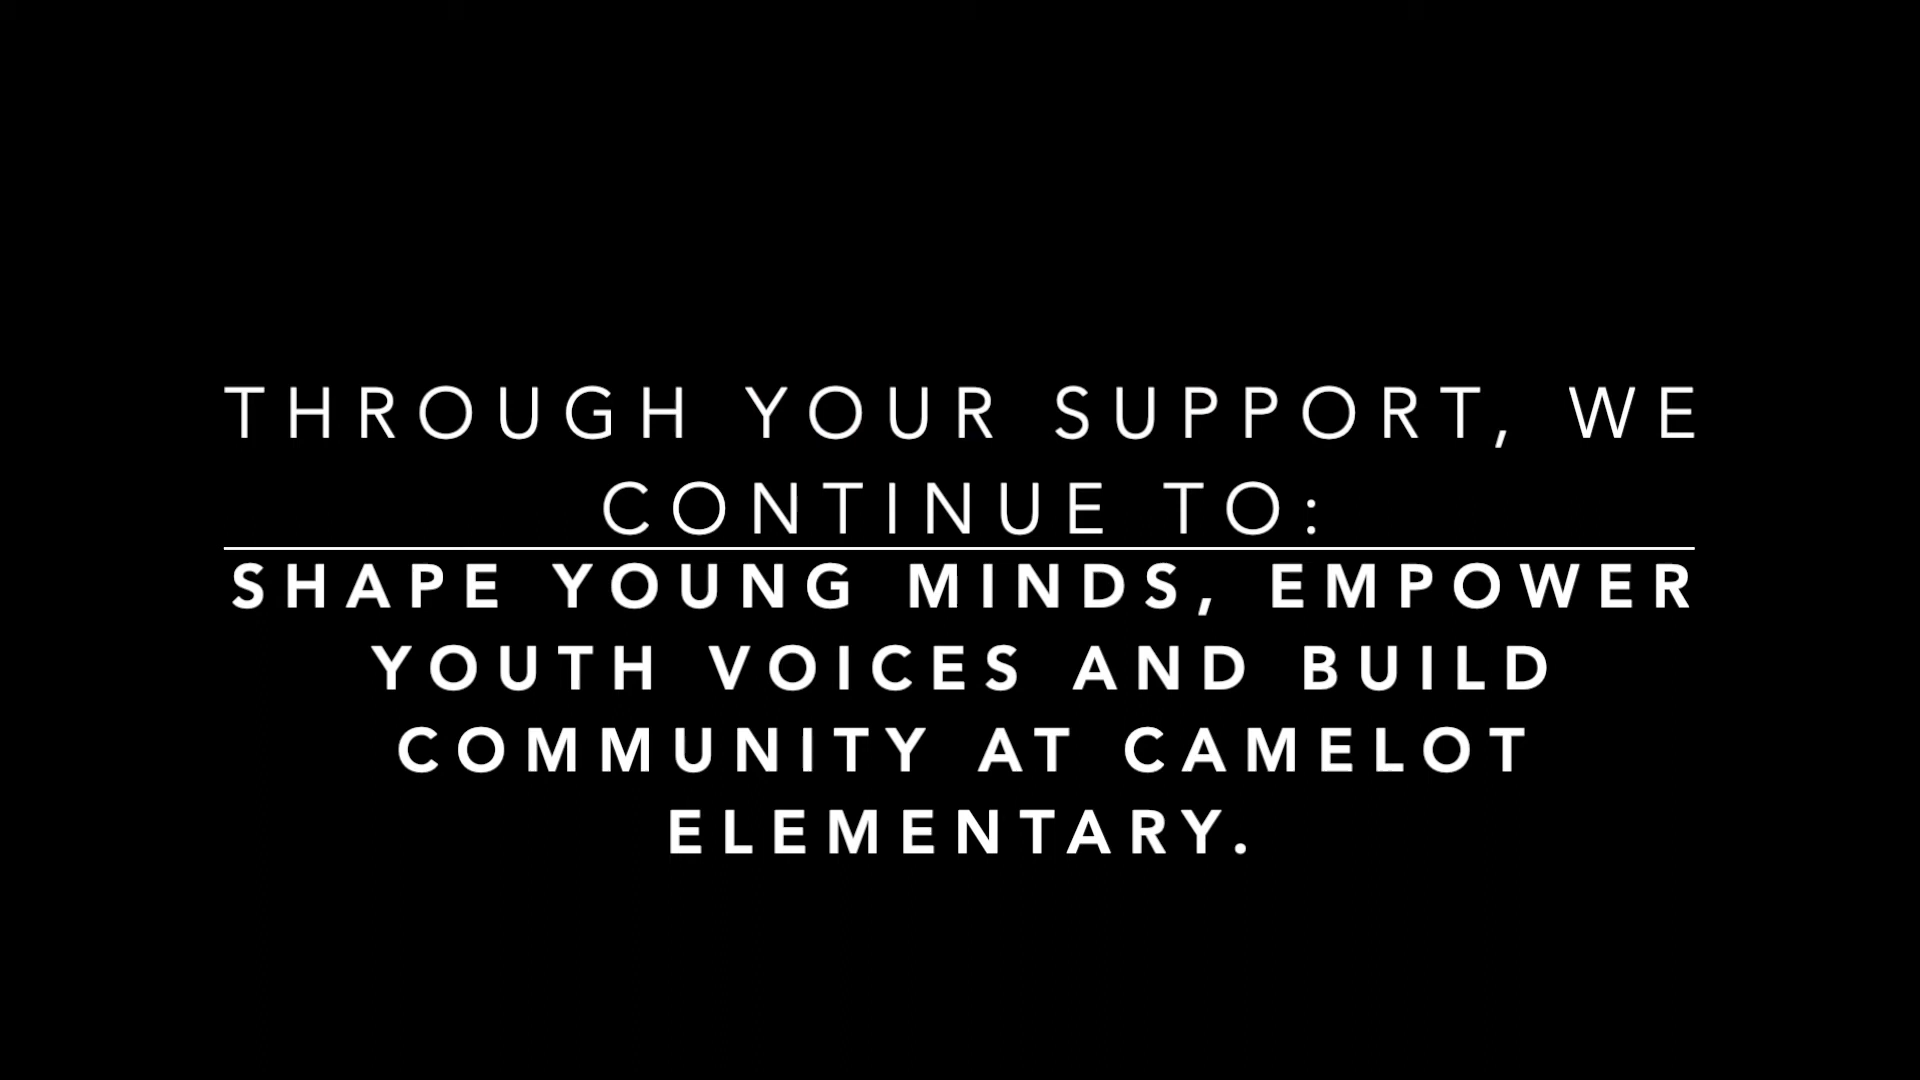 THROUGH YOUR SUPPORT, WE
CONTINUE TO:
SHAPE YOUNG MINDS, EMPOWER
YOUTH VOICES AND BUILD
COMMUNITY AT CAMELOT
ELEMENTARY.